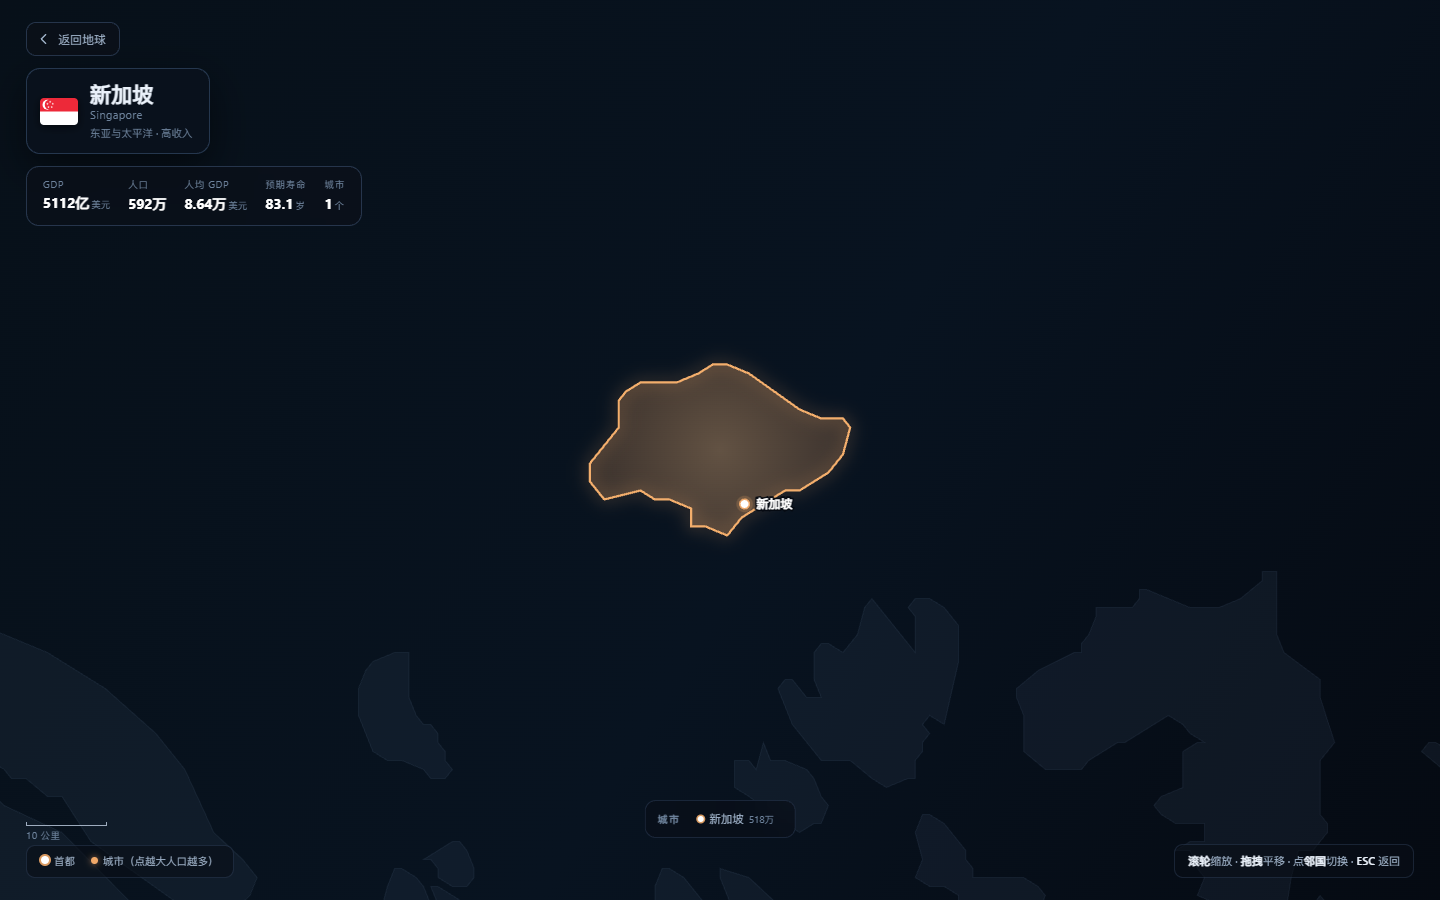 返回地球
新加坡
Singapore
东亚与太平洋 · 高收入
GDP 人口 人均 GDP 预期寿命 城市
5112亿 美元 592万 8.64万 美元 83.1 岁 1 个
新加坡
城市 新加坡 518万
10 公里
首都 城市（点越大人口越多）
滚轮缩放 · 拖拽平移 · 点邻国切换 · ESC 返回